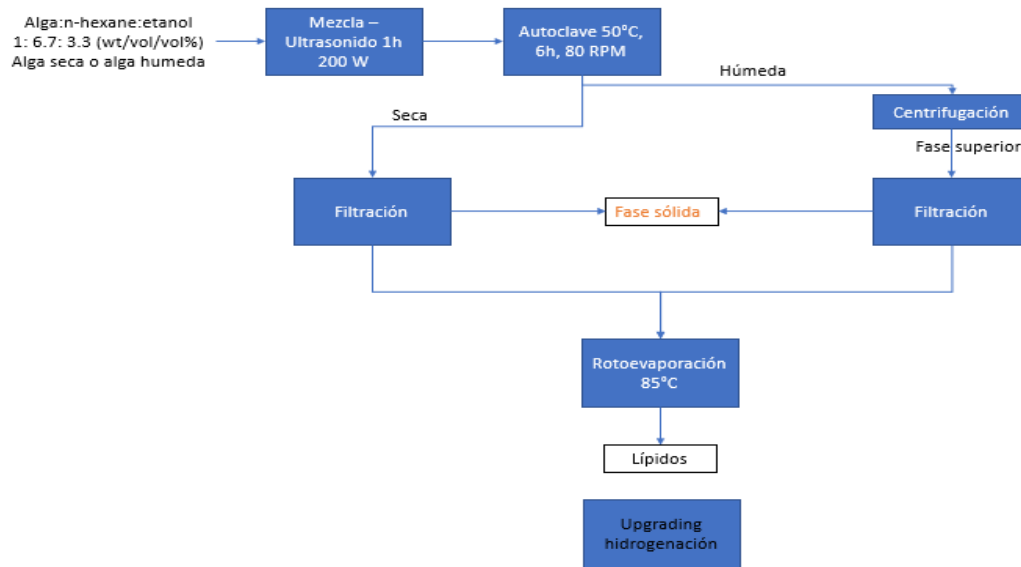 Alga:n-hexane:etanol
1: 6.7: 3.3 (wt/vol/vol%)
Alga seca o alga humeda
Mezcla –
Ultrasonido 1h
200 W
Autoclave 50°C,
6h, 80 RPM
Húmeda
Seca
Centrifugación
Fase superior
Filtración
Fase sólida
Filtración
Rotoevaporación
85°C
Lípidos
Upgrading
hidrogenación